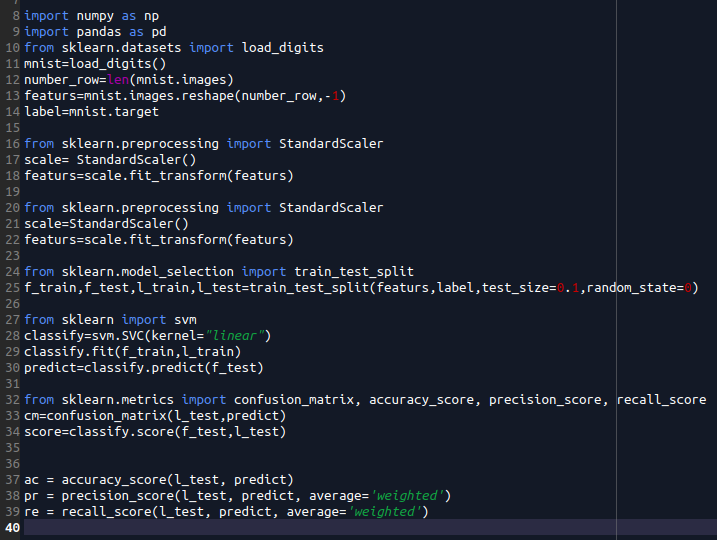 7
8 import numpy as np
9 import pandas as pd
10 from sklearn.datasets import load_digits
11 mnist=load_digits()
12 number_row=len(mnist.images)
13 featurs=mnist.images.reshape(number_row,-1)
14 label=mnist.target
15
16 from sklearn.preprocessing import StandardScaler
17 scale= StandardScaler()
18 featurs=scale.fit_transform(featurs)
19
20 from sklearn.preprocessing import StandardScaler
21 scale=StandardScaler()
22 featurs=scale.fit_transform(featurs)
23
24 from sklearn.model_selection import train_test_split
25 f_train,f_test,l_train,l_test=train_test_split(featurs,label,test_size=0.1,random_state=0)
26
27 from sklearn import svm
28 classify=svm.SVC(kernel="linear")
29 classify.fit(f_train,l_train)
30 predict=classify.predict(f_test)
31
32 from sklearn.metrics import confusion_matrix, accuracy_score, precision_score, recall_score
33 cm=confusion_matrix(l_test,predict)
34 score=classify.score(f_test,l_test)
35
36
37 ac = accuracy_score(l_test, predict)
38 pr = precision_score(l_test, predict, average='weighted')
39 re = recall_score(l_test, predict, average='weighted')
40